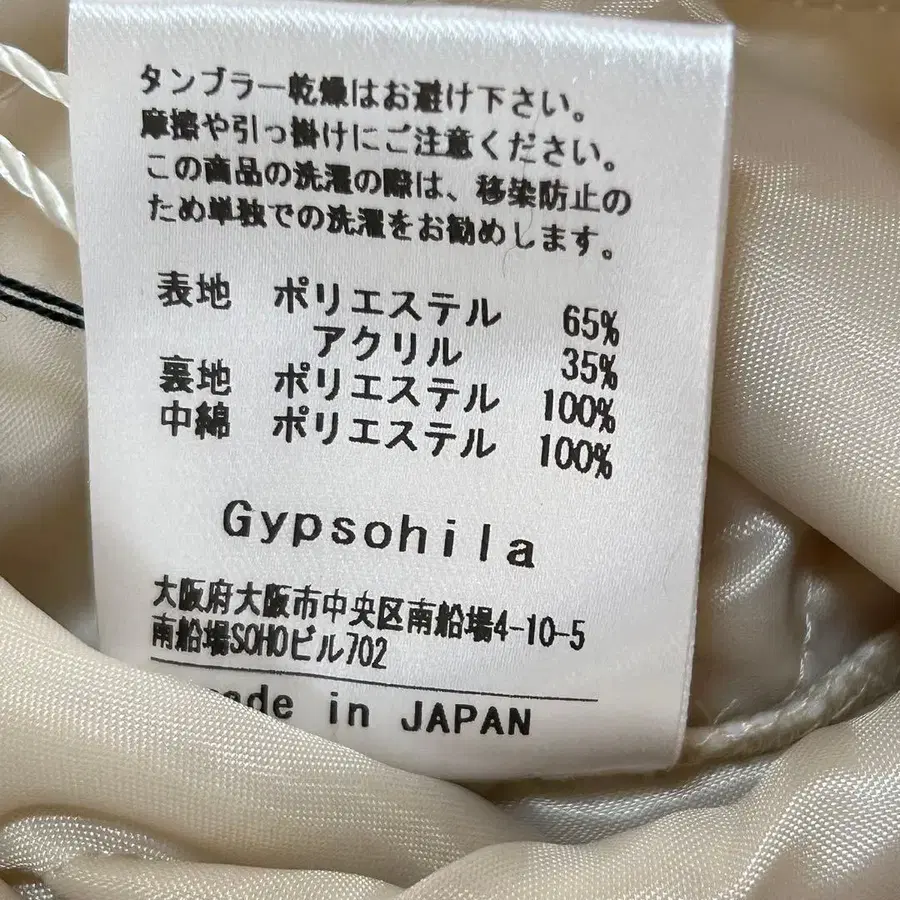 タンブラー乾燥はお避け下さい。
摩擦や引っ掛けにご注意ください。
この商品の洗濯の際は、移染防止の
ため単独での洗濯をお勧めします。
表地 ポリエステル 65%
アクリル 35%
裏地 ポリエステル 100%
中綿 ポリエステル 100%
Gypsohila
大阪府大阪市中央区南船場4-10-5
南船場SOHOビル702
made in JAPAN